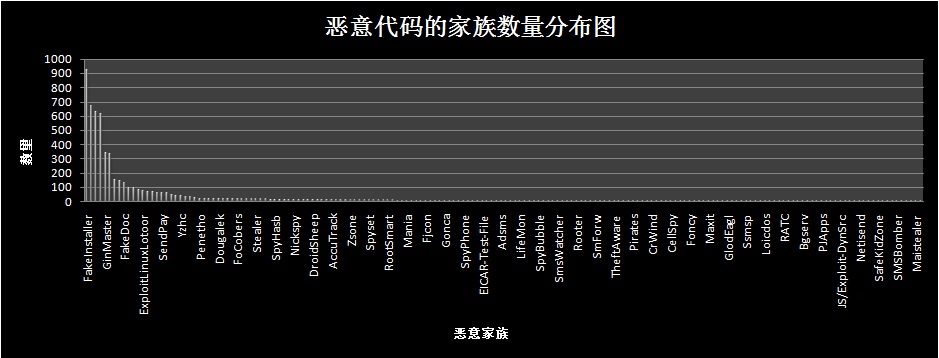 恶意代码的家族数量分布图
1000
900
800
700
600
500
400
300
200
100
0
数量
FakeInstaller
GinMaster
FakeDoc
ExploitLinuxLotoor
SendPay
Yzhc
Penetho
Dougalek
FoCobers
Stealer
SpyHasb
Nickspy
DroidSheep
AccuTrack
Zsone
Spyset
RootSmart
Mania
Fjcon
Gonca
SpyPhone
EICAR-Test-File
Adsms
LifeMon
SpyBubble
SmsWatcher
Rooter
SmForw
TheftAware
Pirates
CrWind
CellSpy
Foncy
Maxit
GlodEagl
Ssmsp
Loicdos
RATC
Bgserv
PJApps
JS/Exploit-DynSrc
Netisend
SafeKidZone
SMSBomber
Maistealer
恶意家族